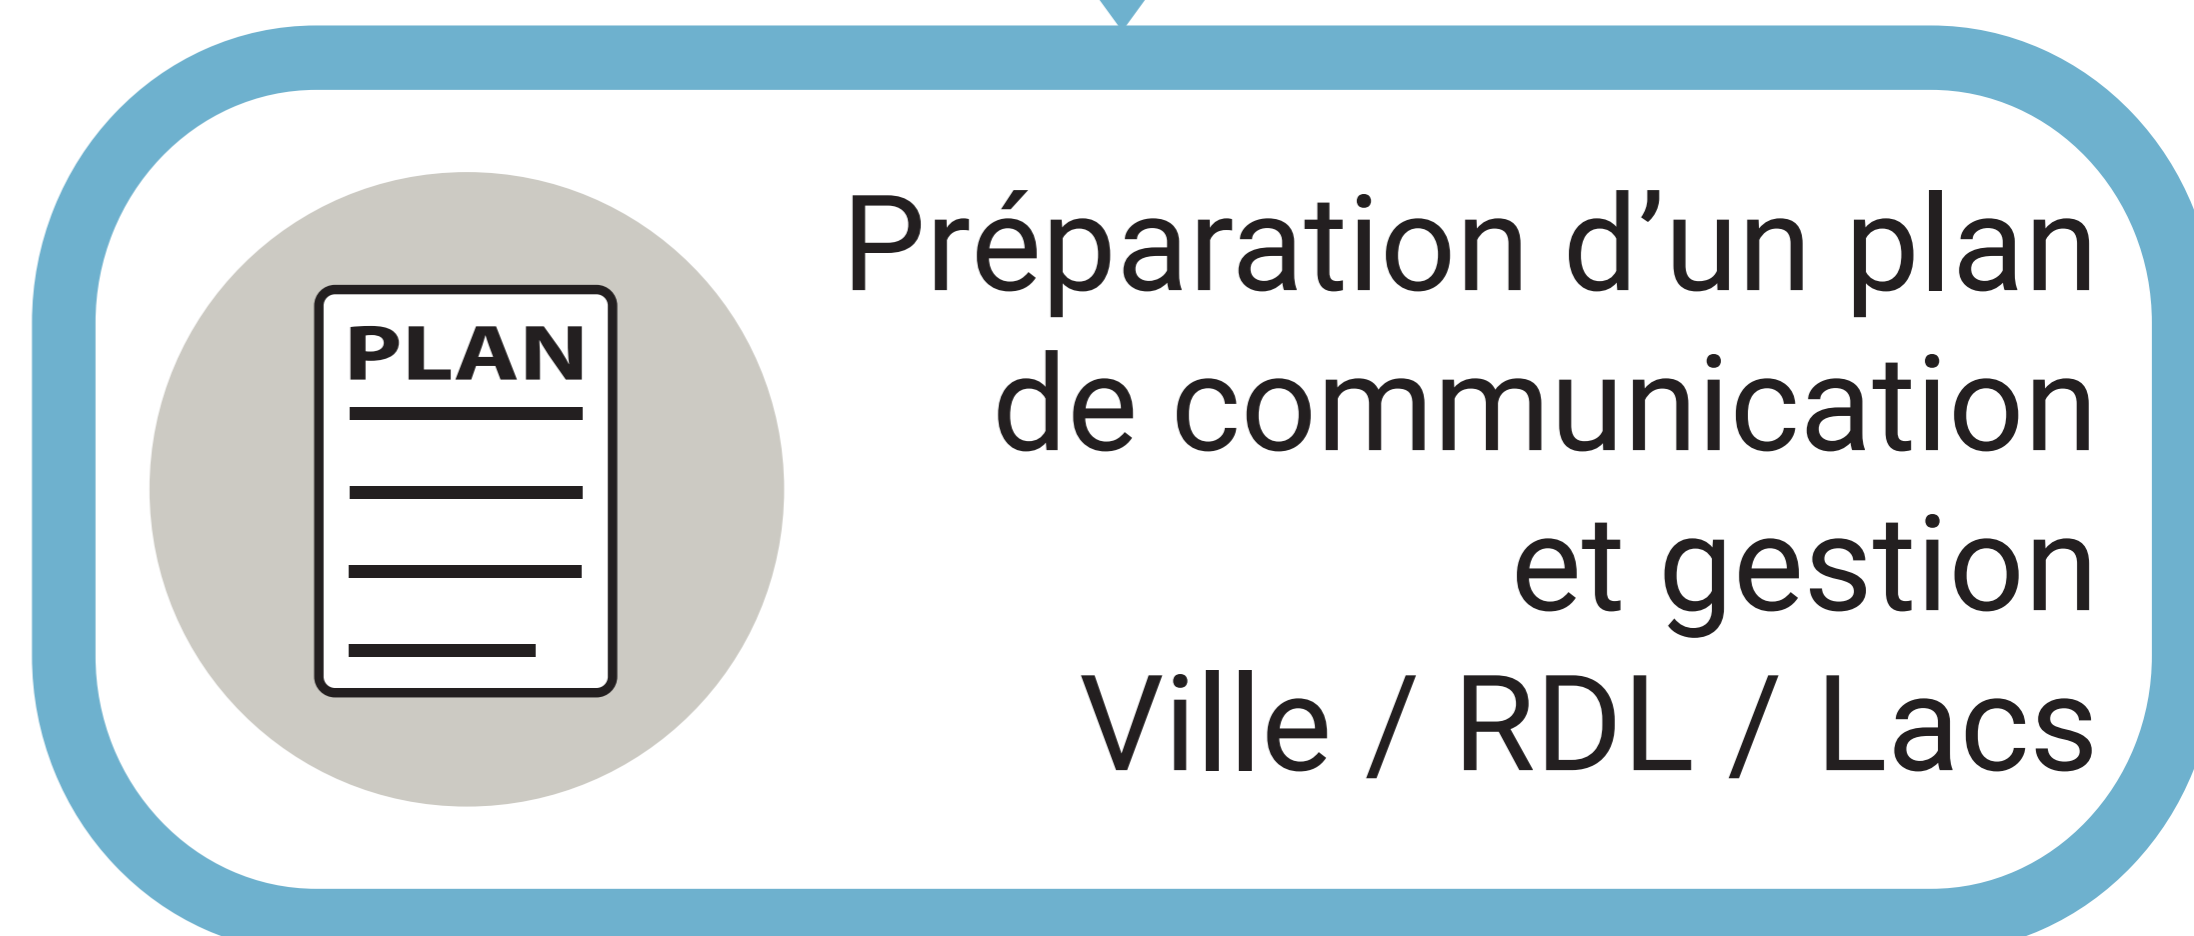 PLAN
Préparation d’un plan
de communication
et gestion
Ville / RDL / Lacs